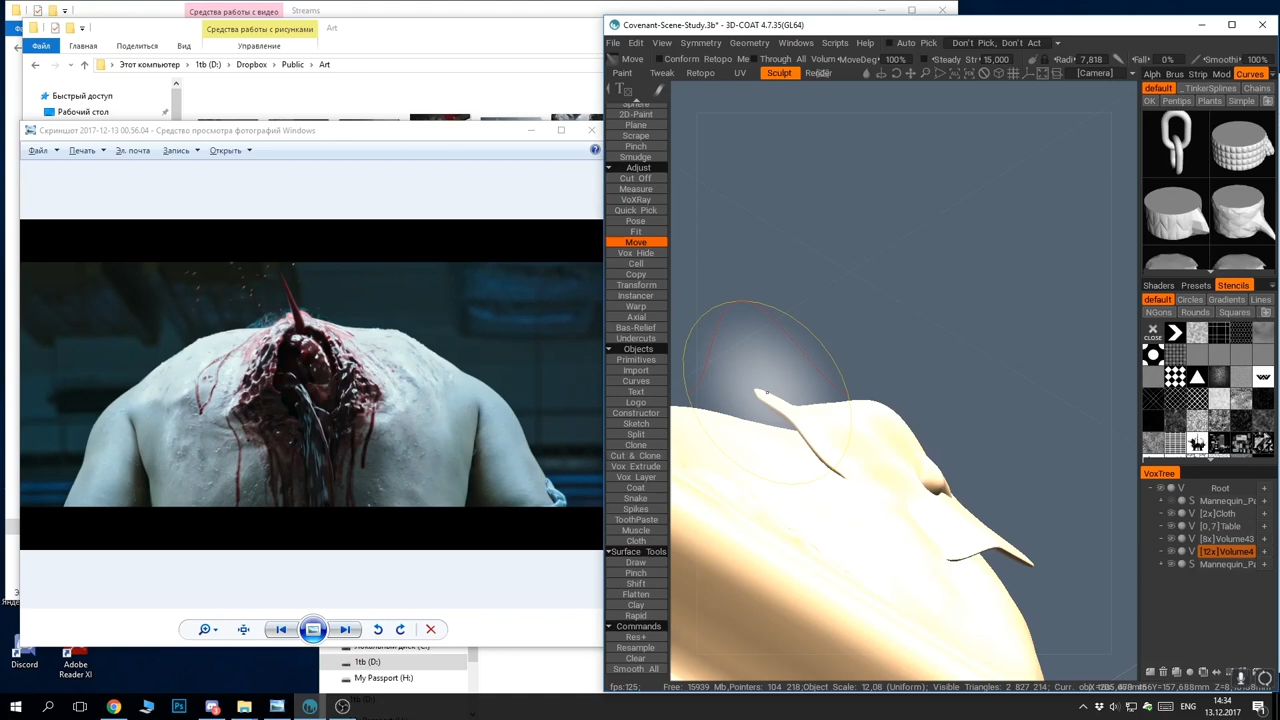 Средства работы с видео
Streams
Средства работы с рисунками
Art
Файл
Главная
Поделиться
Вид
Управление
Этот компьютер
1tb (D:)
Dropbox
Public
Art
Быстрый доступ
Рабочий стол
Скриншот 2017-12-13 00.56.04 - Средство просмотра фотографий Windows
Файл
Печать
Эл. почта
Запись
Открыть
1tb (D:)
My Passport (H:)
Discord
Adobe
Reader XI
Covenant-Scene-Study.3b* - 3D-COAT 4.7.35(GL64)
File Edit View Symmetry Geometry Windows Scripts Help Auto Pick Don't Pick, Don't Act
Move Conform Retopo Me Through All Volum MoveDeg 100% Steady Str 15,000 Radi 7,818 Fall 0% Smoothi 100%
Paint Tweak Retopo UV Sculpt Render [Camera]
Sphere
2D-Paint
Plane
Scrape
Pinch
Smudge
Adjust
Cut Off
Measure
VoXRay
Quick Pick
Pose
Fit
Move
Vox Hide
Cell
Copy
Transform
Instancer
Warp
Axial
Bas-Relief
Undercuts
Objects
Primitives
Import
Curves
Text
Logo
Constructor
Sketch
Split
Clone
Cut & Clone
Vox Extrude
Vox Layer
Coat
Snake
Spikes
ToothPaste
Muscle
Cloth
Surface Tools
Draw
Pinch
Shift
Flatten
Clay
Rapid
Commands
Res+
Resample
Clear
Smooth All
Alph Brus Strip Mod Curves
default _TinkerSplines Chains
OK Pentips Plants Simple
Shaders Presets Stencils
default Circles Gradients Lines
NGons Rounds Squares
CLOSE
VoxTree
V Root
S Mannequin_Pa
V [2x]Cloth
V [0,7]Table
V [8x]Volume43
V [12x]Volume4
V Mannequin_Pa
fps:125; Free: 15939 Mb,Pointers: 104 218;Object Scale: 12,08 (Uniform); Visible Triangles: 2 827 214; Curr.
ENG
14:34
13.12.2017